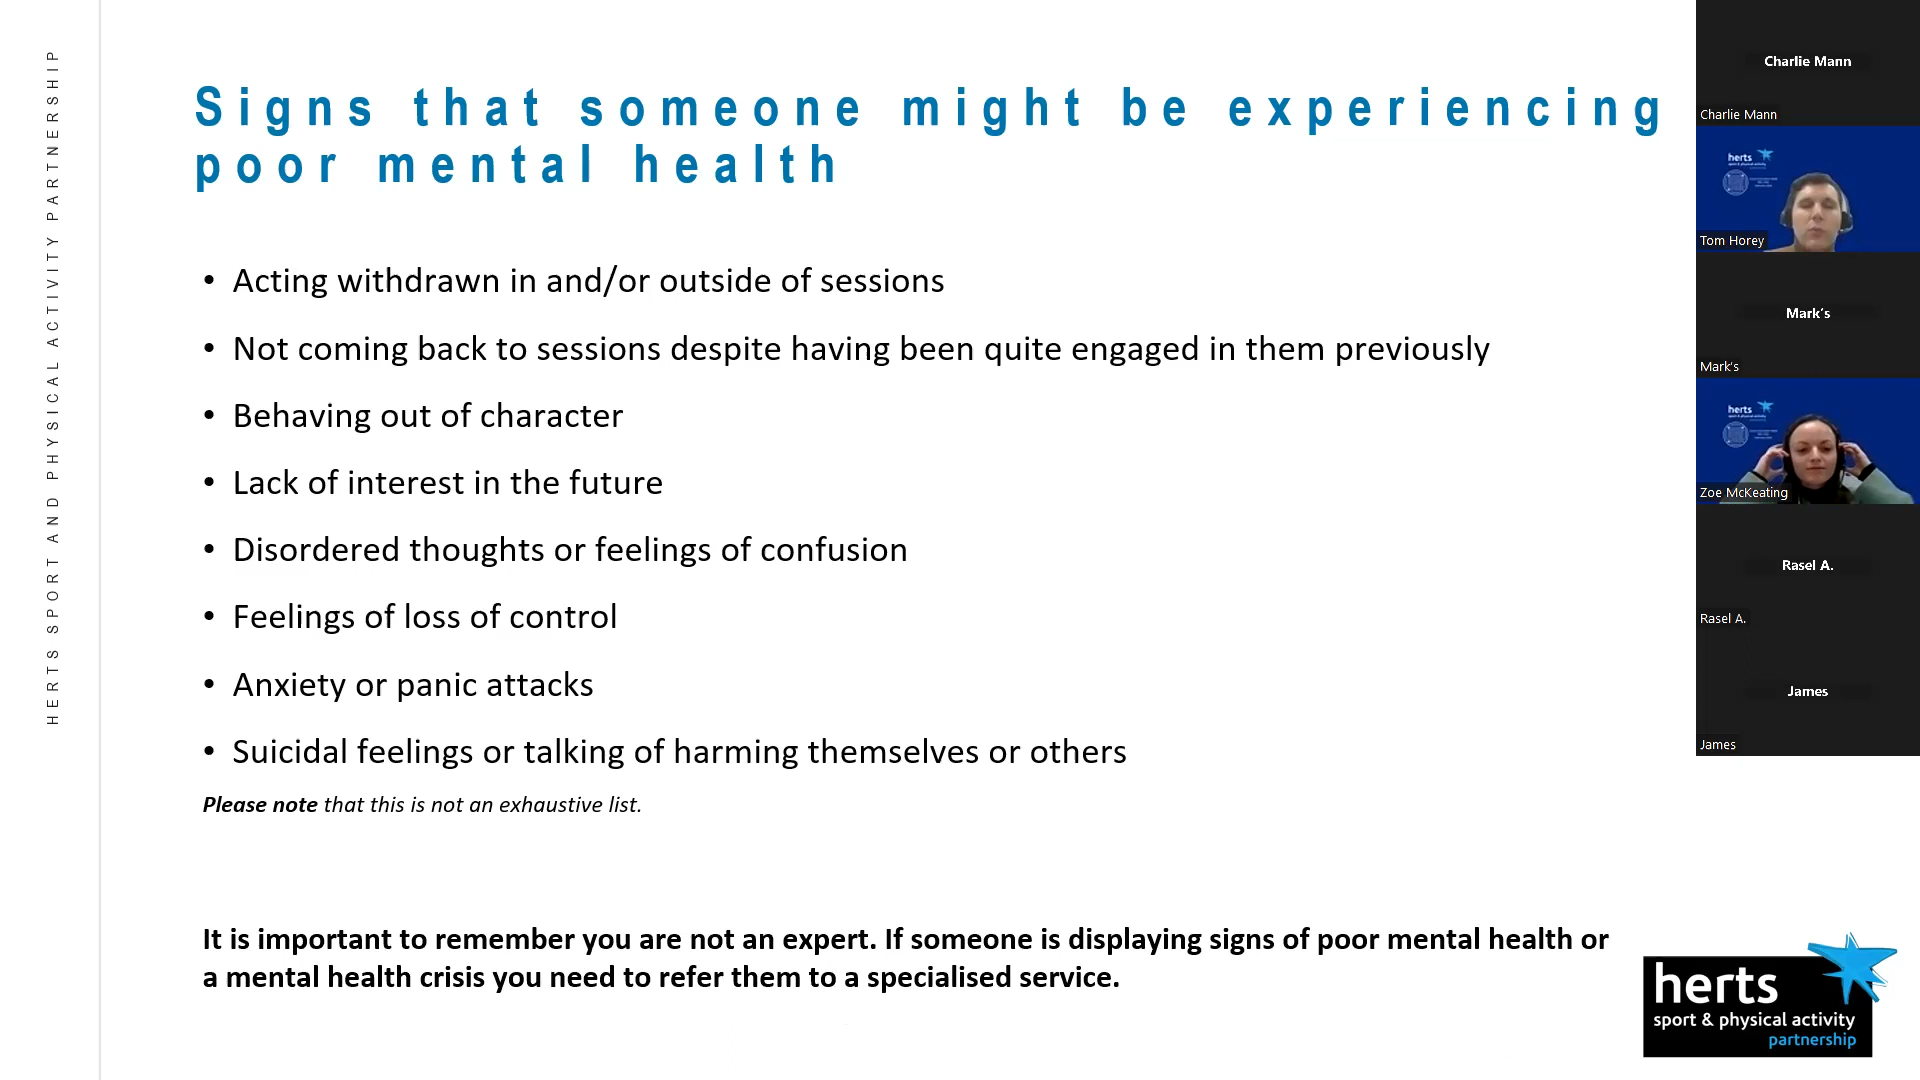 HERTS SPORT AND PHYSICAL ACTIVITY PARTNERSHIP
Signs that someone might be experiencing
poor mental health
• Acting withdrawn in and/or outside of sessions
• Not coming back to sessions despite having been quite engaged in them previously
• Behaving out of character
• Lack of interest in the future
• Disordered thoughts or feelings of confusion
• Feelings of loss of control
• Anxiety or panic attacks
• Suicidal feelings or talking of harming themselves or others
Please note that this is not an exhaustive list.
It is important to remember you are not an expert. If someone is displaying signs of poor mental health or
a mental health crisis you need to refer them to a specialised service.
Charlie Mann
Charlie Mann
herts
Tom Horey
Mark's
Mark's
herts
Zoe McKeating
Rasel A.
Rasel A.
James
James
herts
sport & physical activity
partnership